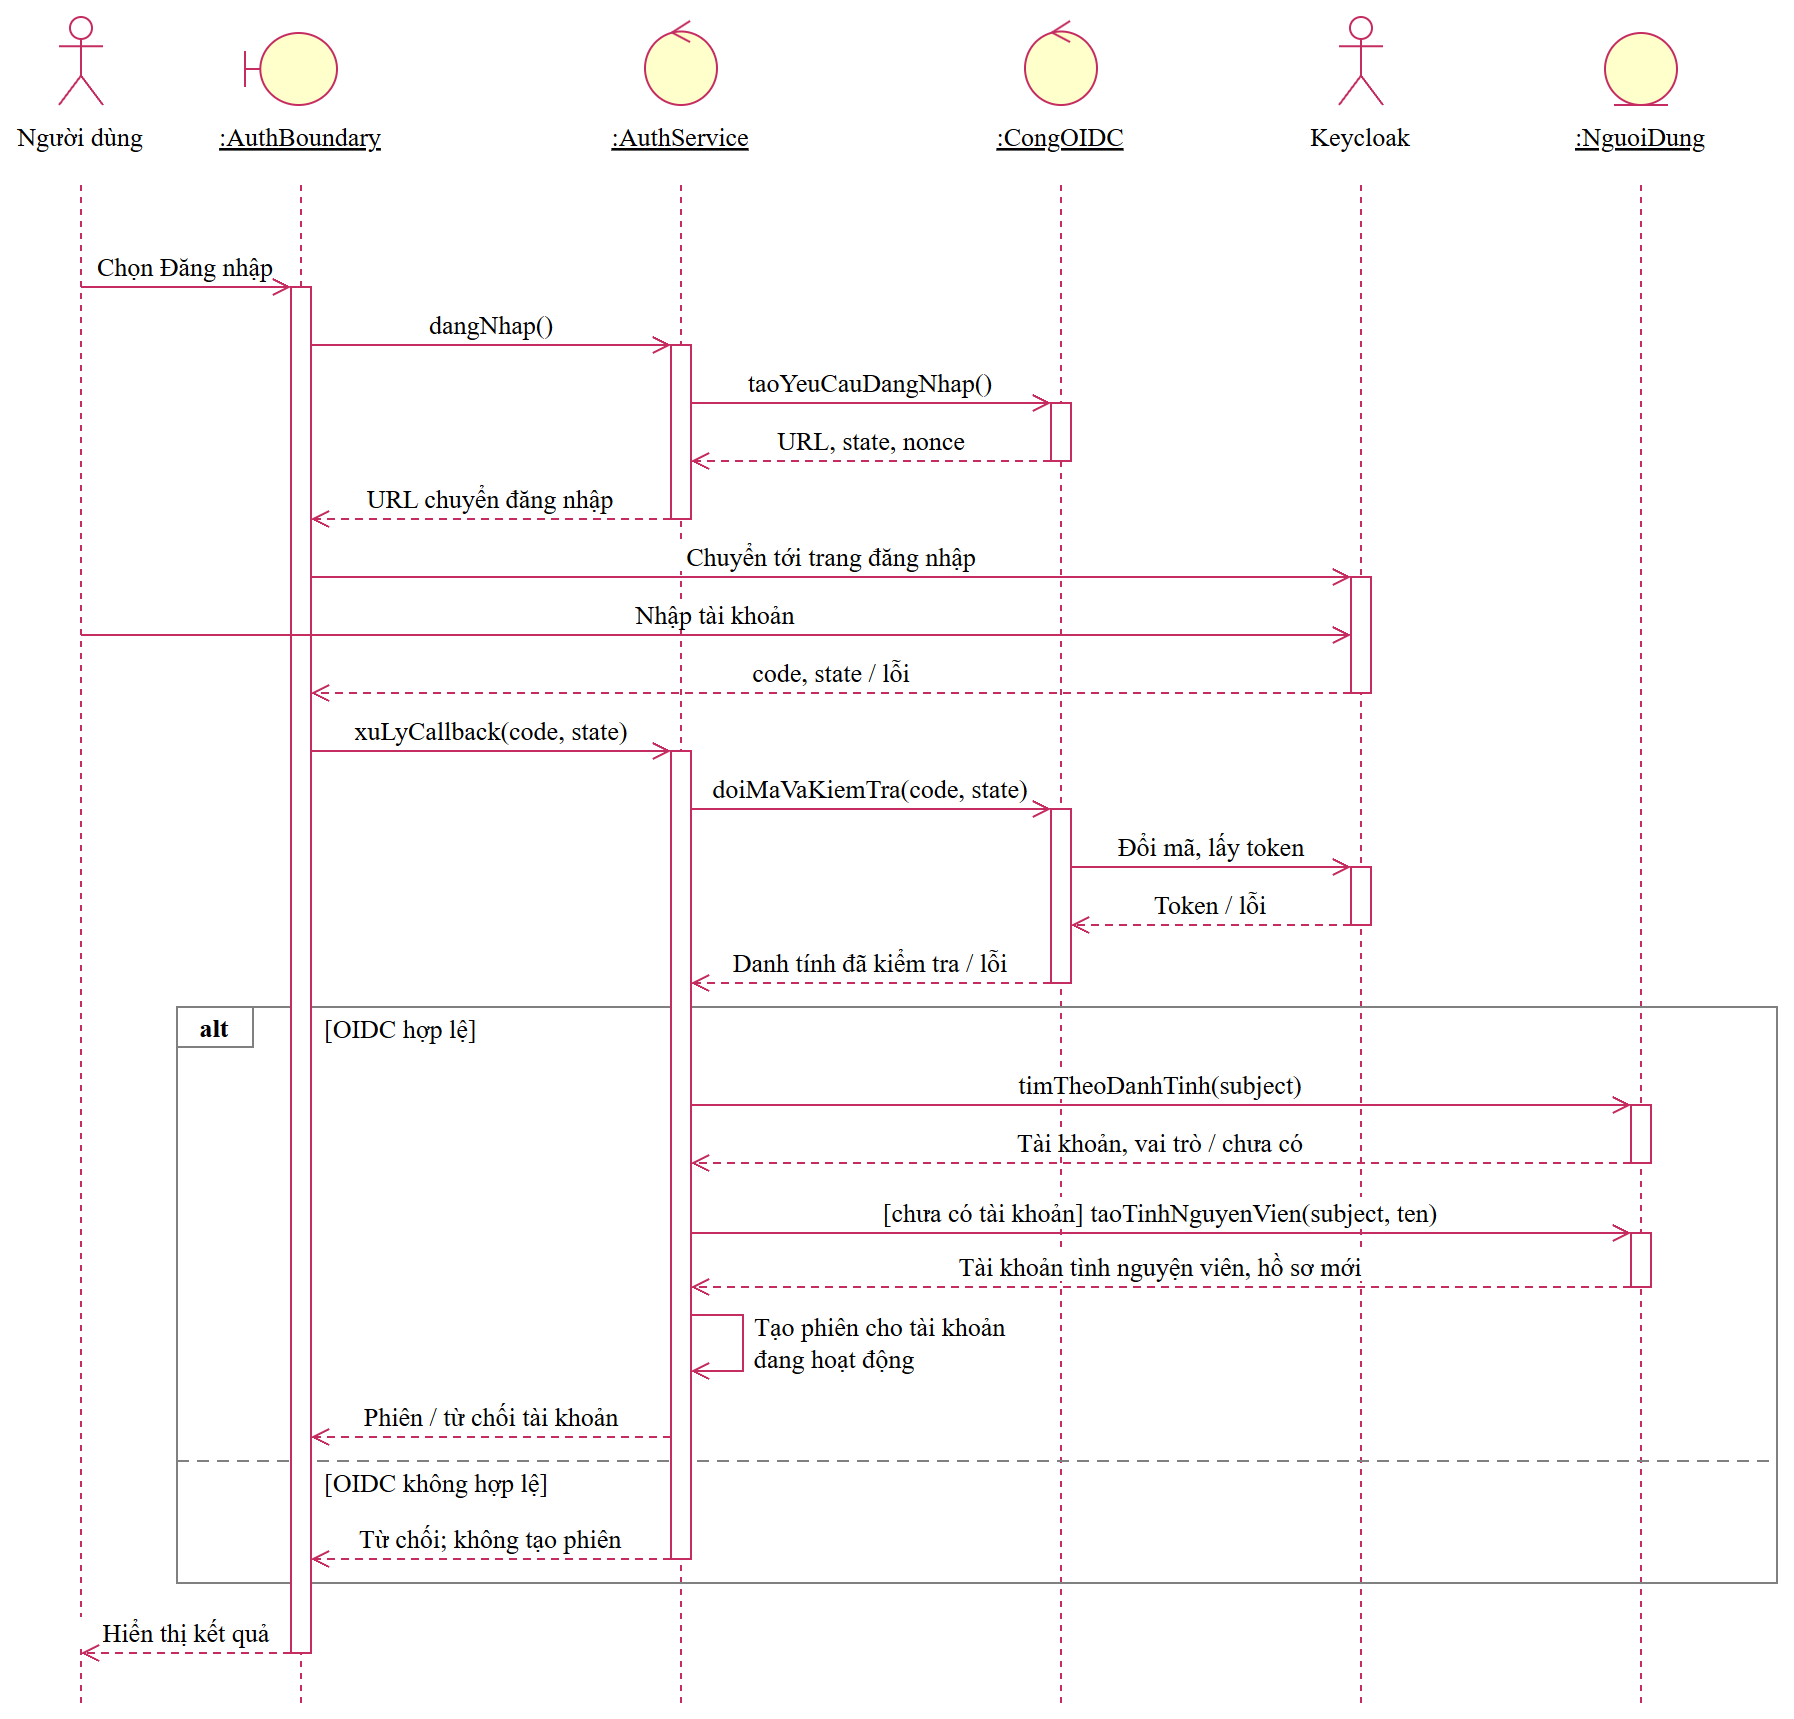 Người dùng
:AuthBoundary
:AuthService
:CongOIDC
Keycloak
:NguoiDung
Chọn Đăng nhập
dangNhap()
taoYeuCauDangNhap()
URL, state, nonce
URL chuyển đăng nhập
Chuyển tới trang đăng nhập
Nhập tài khoản
code, state / lỗi
xuLyCallback(code, state)
doiMaVaKiemTra(code, state)
Đổi mã, lấy token
Token / lỗi
Danh tính đã kiểm tra / lỗi
alt
[OIDC hợp lệ]
timTheoDanhTinh(subject)
Tài khoản, vai trò / chưa có
[chưa có tài khoản] taoTinhNguyenVien(subject, ten)
Tài khoản tình nguyện viên, hồ sơ mới
Tạo phiên cho tài khoản
đang hoạt động
Phiên / từ chối tài khoản
[OIDC không hợp lệ]
Từ chối; không tạo phiên
Hiển thị kết quả